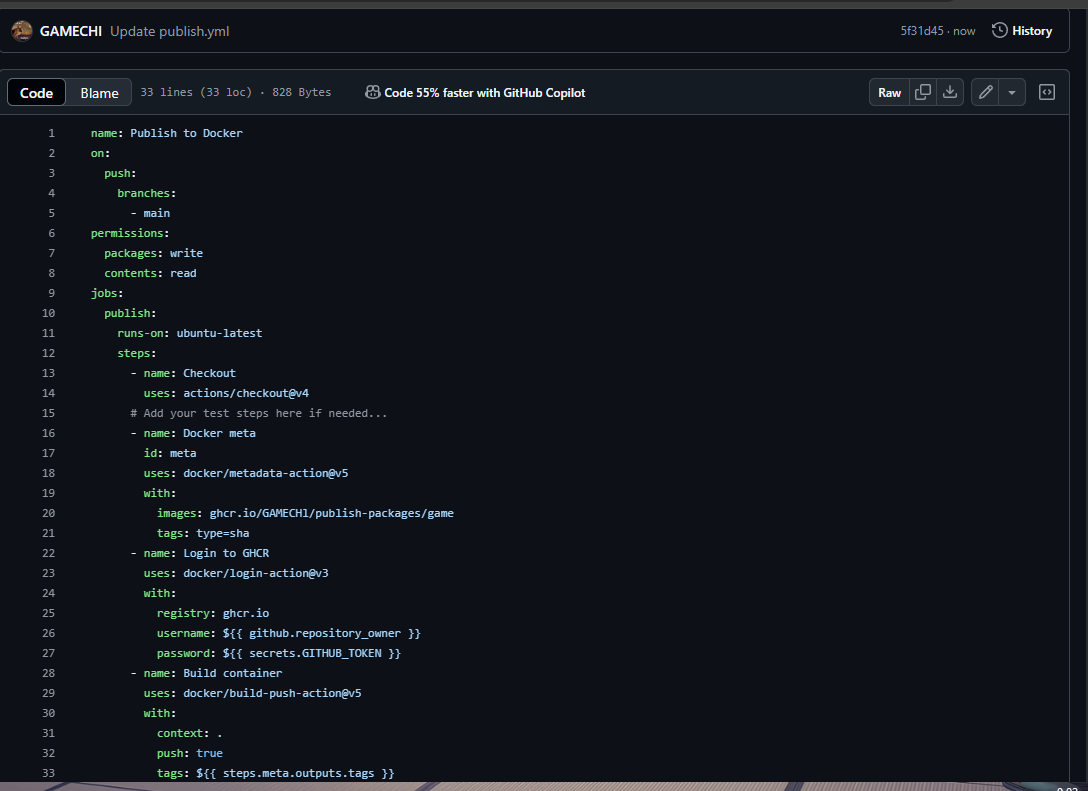 GAMECHI Update publish.yml 5f31d45 · now History
Code Blame 33 lines (33 loc) · 828 Bytes Code 55% faster with GitHub Copilot Raw
1 name: Publish to Docker
2 on:
3 push:
4 branches:
5 - main
6 permissions:
7 packages: write
8 contents: read
9 jobs:
10 publish:
11 runs-on: ubuntu-latest
12 steps:
13 - name: Checkout
14 uses: actions/checkout@v4
15 # Add your test steps here if needed...
16 - name: Docker meta
17 id: meta
18 uses: docker/metadata-action@v5
19 with:
20 images: ghcr.io/GAMECHl/publish-packages/game
21 tags: type=sha
22 - name: Login to GHCR
23 uses: docker/login-action@v3
24 with:
25 registry: ghcr.io
26 username: ${{ github.repository_owner }}
27 password: ${{ secrets.GITHUB_TOKEN }}
28 - name: Build container
29 uses: docker/build-push-action@v5
30 with:
31 context: .
32 push: true
33 tags: ${{ steps.meta.outputs.tags }}